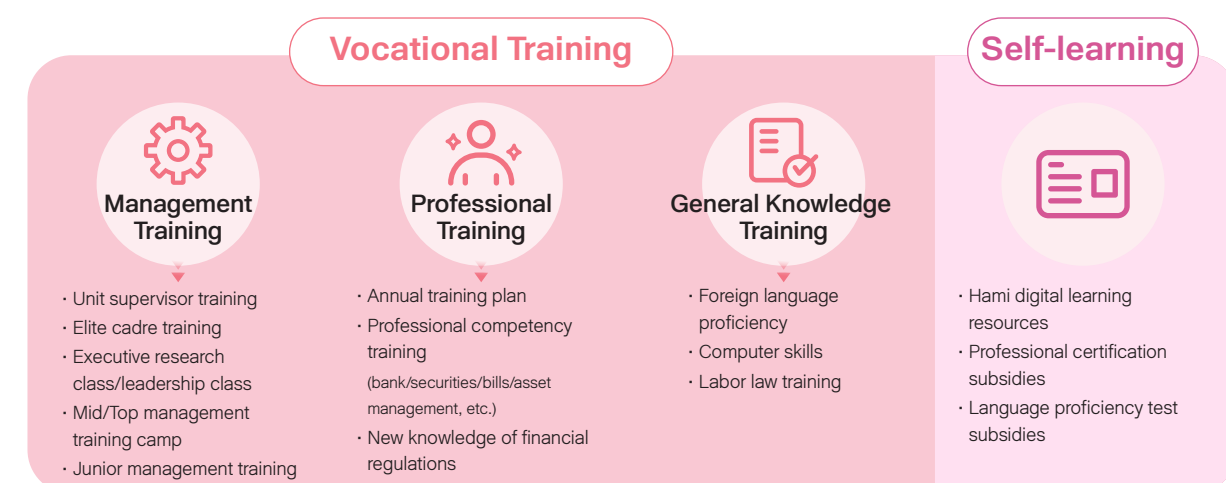 Vocational Training
Self-learning
Management
Training
· Unit supervisor training
· Elite cadre training
· Executive research
class/leadership class
· Mid/Top management
training camp
· Junior management training
Professional
Training
· Annual training plan
· Professional competency
training
(bank/securities/bills/asset
management, etc.)
· New knowledge of financial
regulations
General Knowledge
Training
· Foreign language
proficiency
· Computer skills
· Labor law training
· Hami digital learning
resources
· Professional certification
subsidies
· Language proficiency test
subsidies